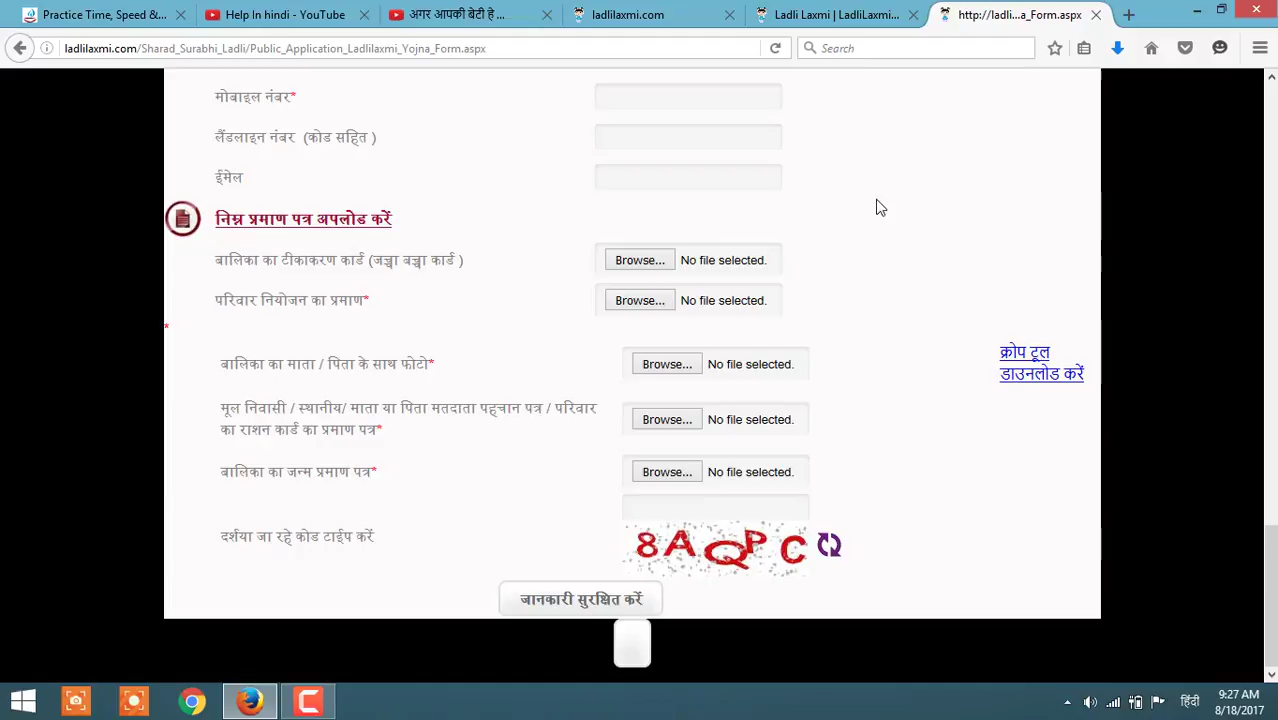 Practice Time, Speed &...
Help In hindi - YouTube
अगर आपकी बेटी है ...
ladlilaxmi.com
Ladli Laxmi | LadliLaxmi...
http://ladli...a_Form.aspx
ladlilaxmi.com/Sharad_Surabhi_Ladli/Public_Application_Ladlilaxmi_Yojna_Form.aspx
Search
मोबाइल नंबर*
लैंडलाइन नंबर (कोड सहित )
ईमेल
निम्न प्रमाण पत्र अपलोड करें
बालिका का टीकाकरण कार्ड (जच्चा बच्चा कार्ड )
Browse... No file selected.
परिवार नियोजन का प्रमाण*
Browse... No file selected.
*
बालिका का माता / पिता के साथ फोटो*
Browse... No file selected.
क्रोप टूल
डाउनलोड करें
मूल निवासी / स्थानीय/ माता या पिता मतदाता पहचान पत्र / परिवार
का राशन कार्ड का प्रमाण पत्र*
Browse... No file selected.
बालिका का जन्म प्रमाण पत्र*
Browse... No file selected.
दर्शया जा रहे कोड टाईप करें
8AQPC
जानकारी सुरक्षित करें
हिंदी
9:27 AM
8/18/2017